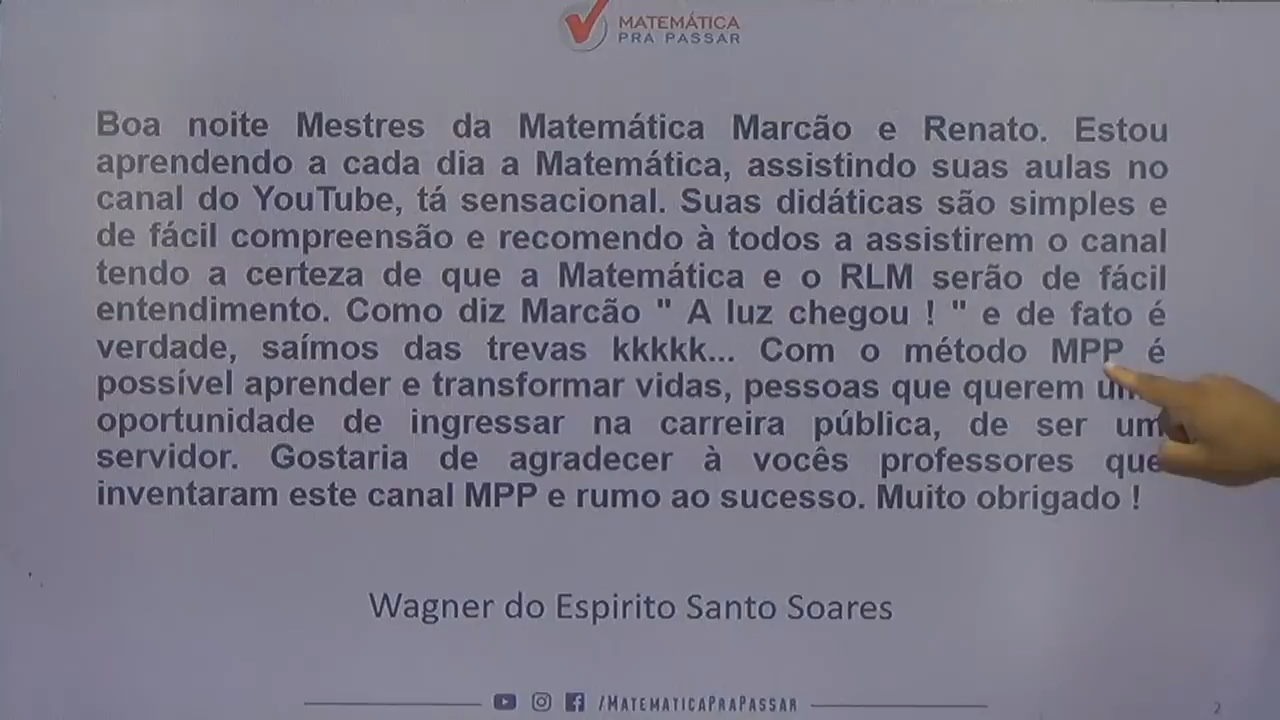 MATEMÁTICA
PRA PASSAR
Boa noite Mestres da Matemática Marcão e Renato. Estou
aprendendo a cada dia a Matemática, assistindo suas aulas no
canal do YouTube, tá sensacional. Suas didáticas são simples e
de fácil compreensão e recomendo à todos a assistirem o canal
tendo a certeza de que a Matemática e o RLM serão de fácil
entendimento. Como diz Marcão " A luz chegou ! " e de fato é
verdade, saímos das trevas kkkkk... Com o método MPP é
possível aprender e transformar vidas, pessoas que querem
oportunidade de ingressar na carreira pública, de ser um
servidor. Gostaria de agradecer à vocês professores que
inventaram este canal MPP e rumo ao sucesso. Muito obrigado !
Wagner do Espirito Santo Soares
/MATEMATICAPRAPASSAR
2